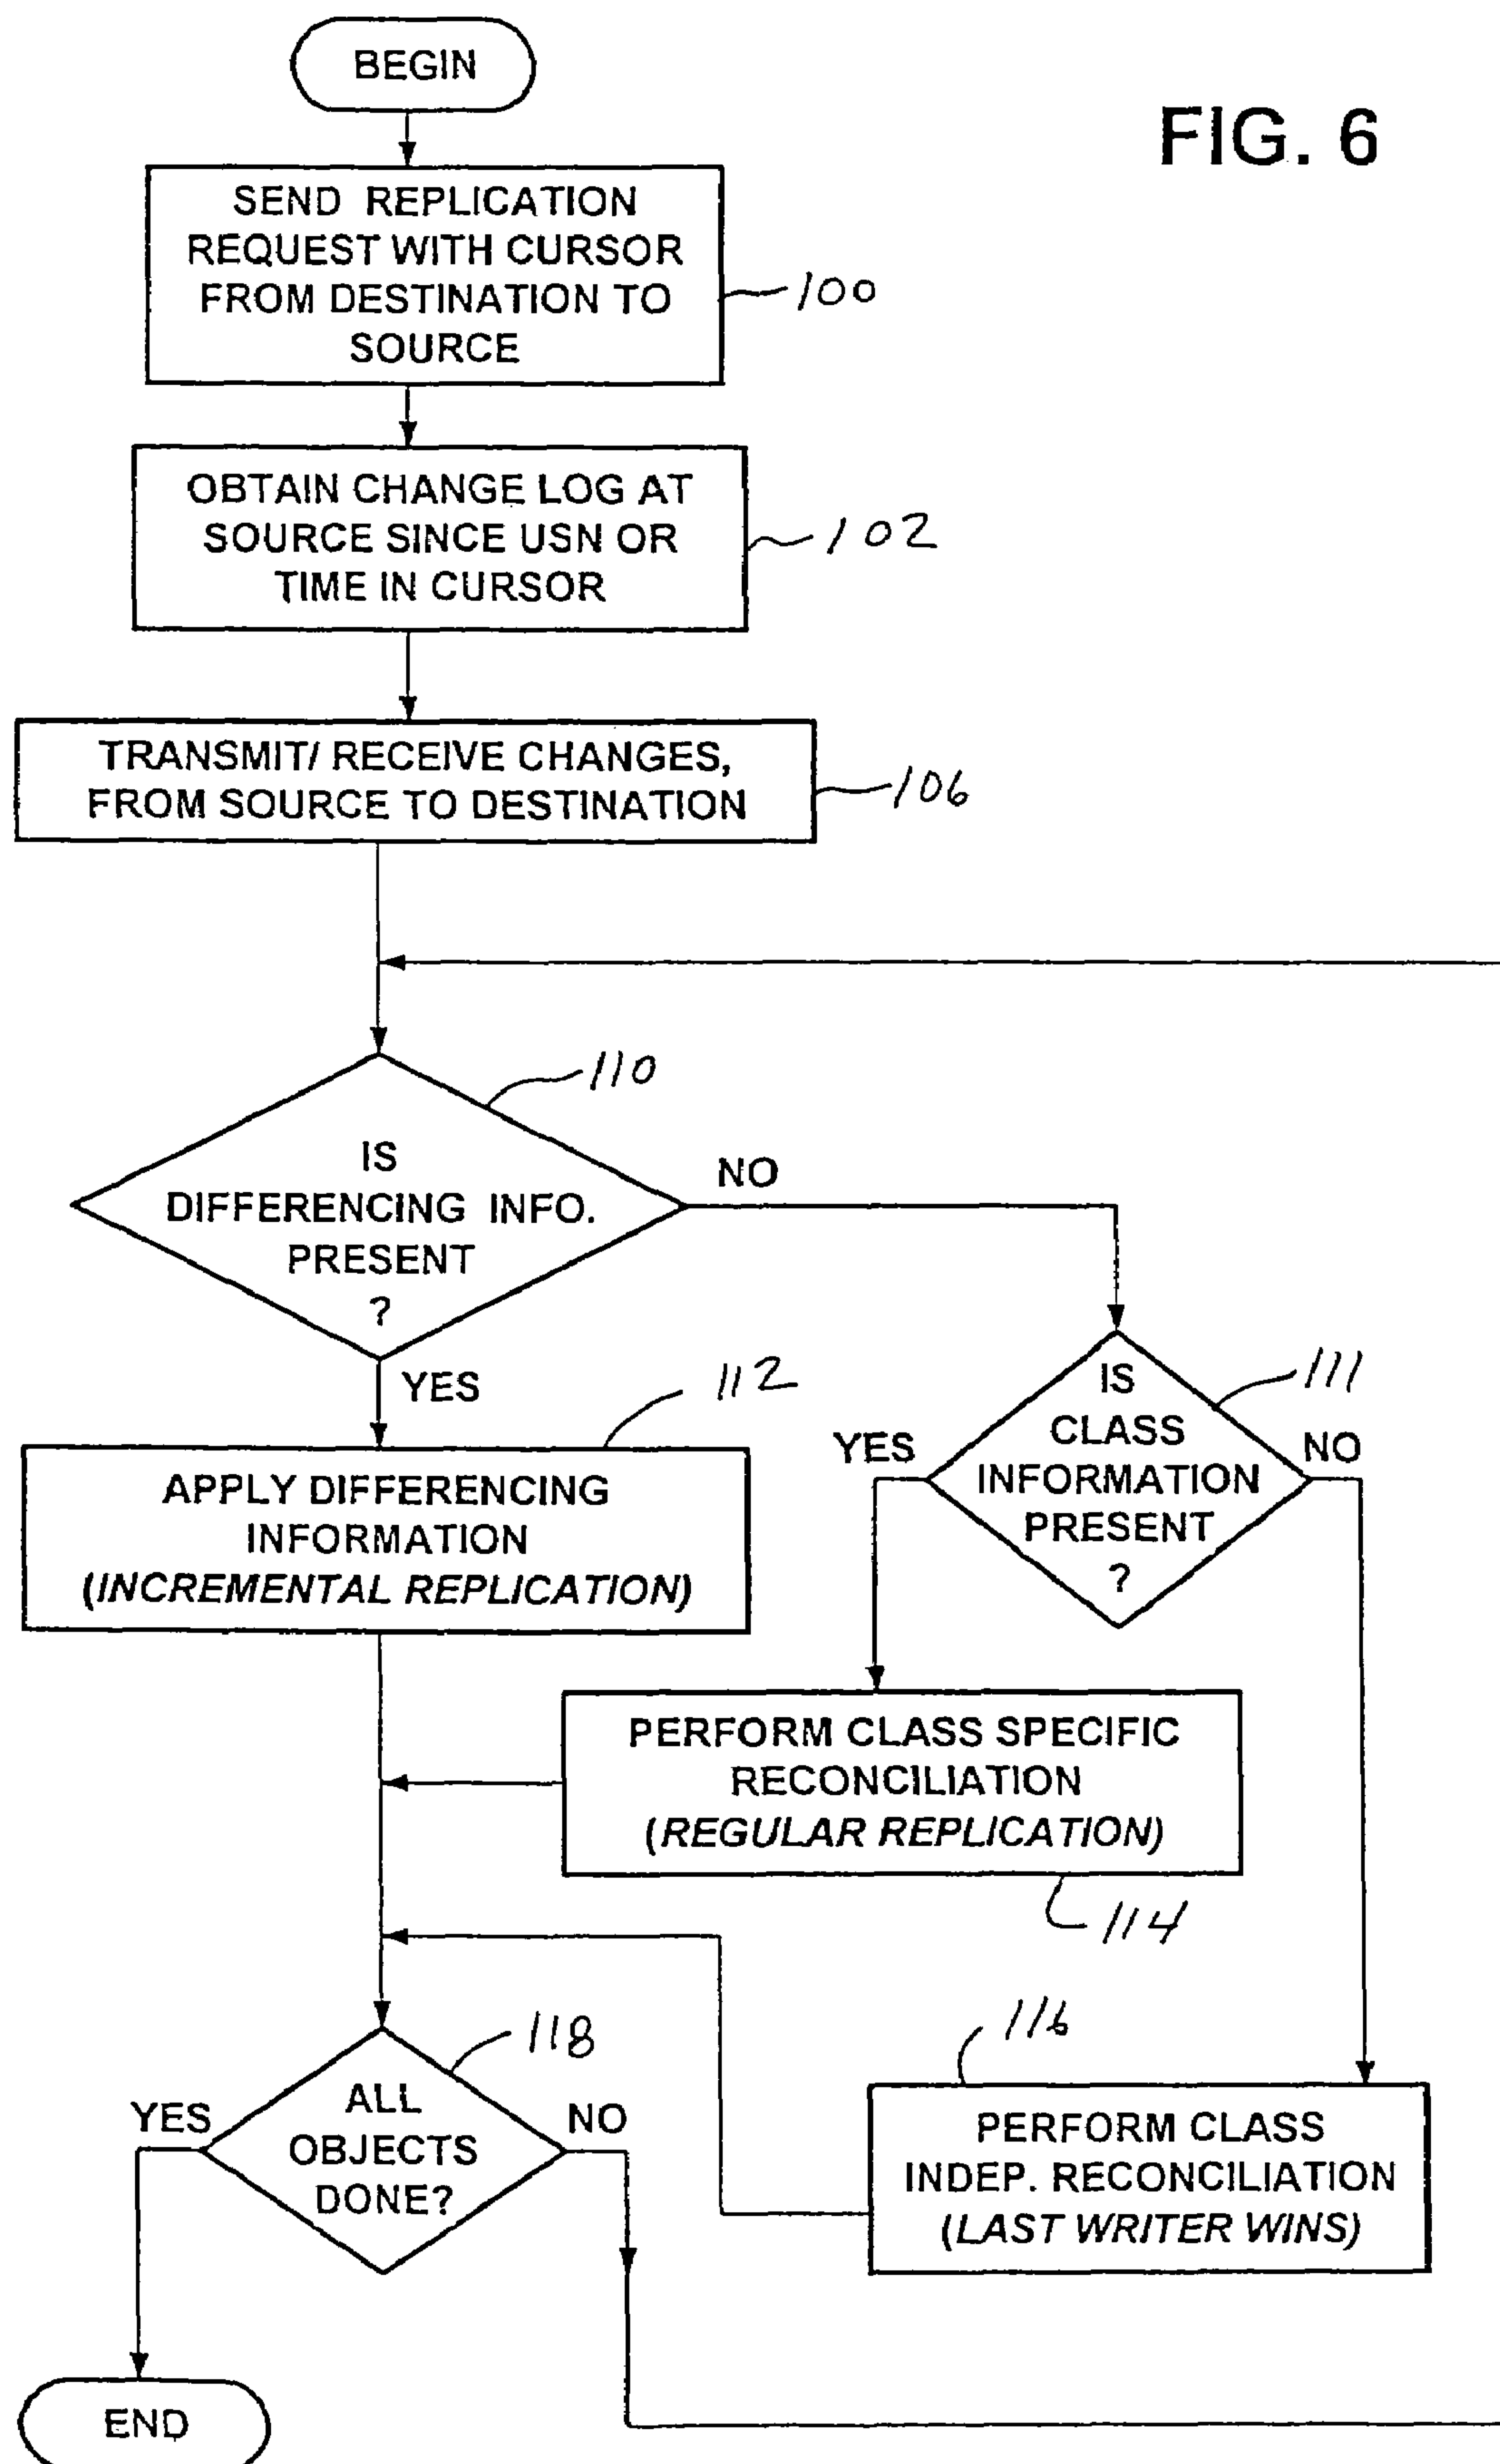 BEGIN
FIG. 6
SEND REPLICATION
REQUEST WITH CURSOR
FROM DESTINATION TO
SOURCE
100
OBTAIN CHANGE LOG AT
SOURCE SINCE USN OR
TIME IN CURSOR
102
TRANSMIT/ RECEIVE CHANGES,
FROM SOURCE TO DESTINATION
106
110
IS
DIFFERENCING INFO.
PRESENT
?
NO
YES
111
IS
CLASS
INFORMATION
PRESENT
?
YES
NO
112
APPLY DIFFERENCING
INFORMATION
(INCREMENTAL REPLICATION)
PERFORM CLASS SPECIFIC
RECONCILIATION
(REGULAR REPLICATION)
114
118
ALL
OBJECTS
DONE?
YES
NO
116
PERFORM CLASS
INDEP. RECONCILIATION
(LAST WRITER WINS)
END